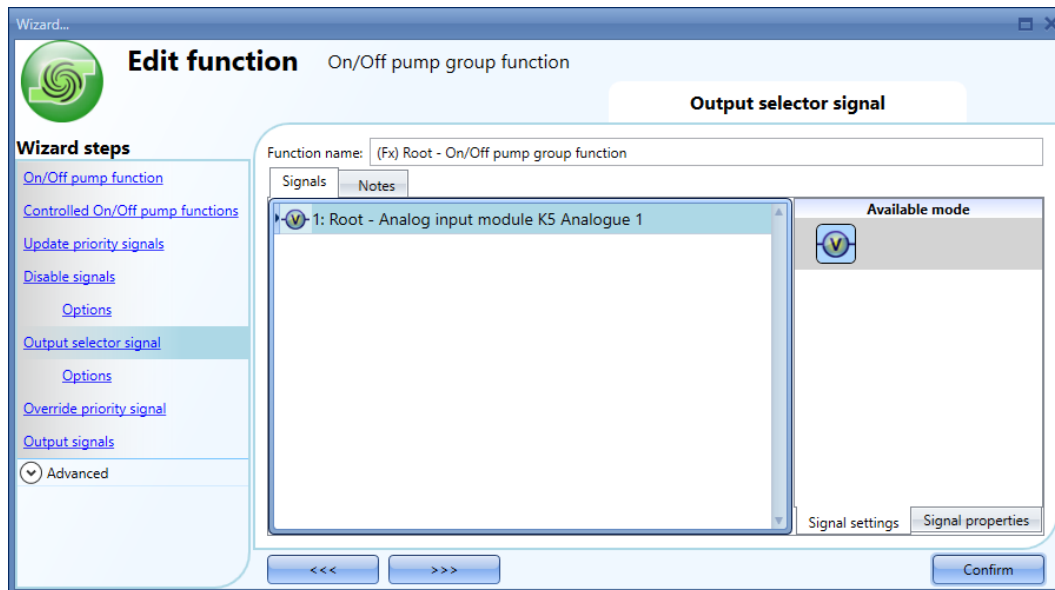 Wizard...
Edit function On/Off pump group function
Output selector signal
Wizard steps
On/Off pump function
Controlled On/Off pump functions
Update priority signals
Disable signals
Options
Output selector signal
Options
Override priority signal
Output signals
Advanced
Function name: (Fx) Root - On/Off pump group function
Signals Notes
V 1: Root - Analog input module K5 Analogue 1
Available mode
V
Signal settings Signal properties
<<< >>> Confirm